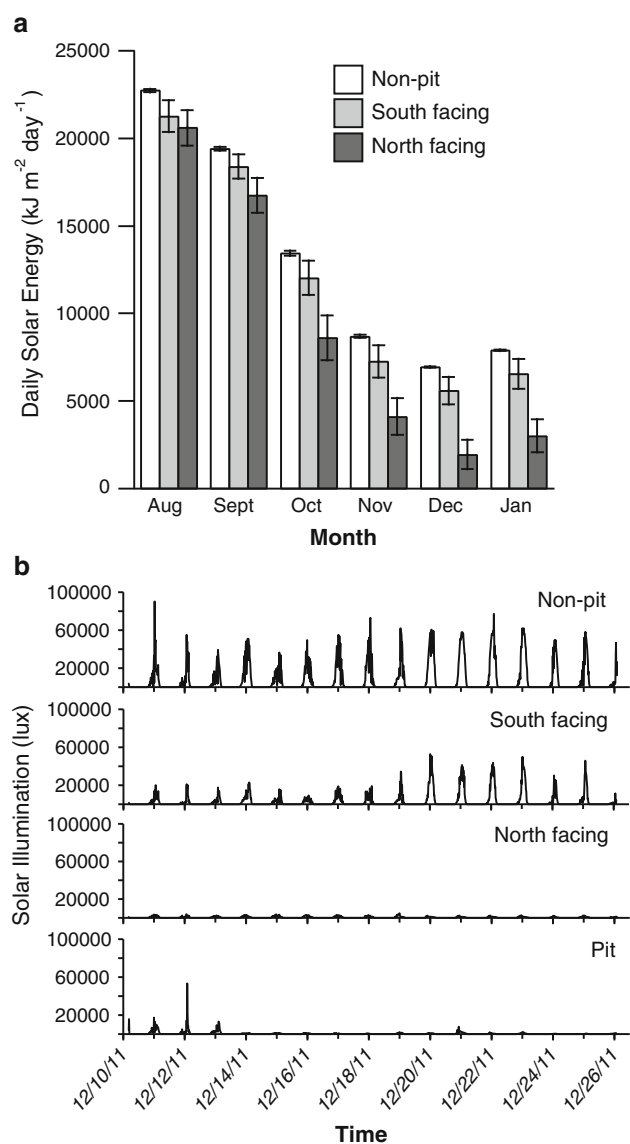 a
25000
20000
15000
10000
5000
0
Daily Solar Energy (kJ m⁻² day⁻¹)
Non-pit
South facing
North facing
Aug Sept Oct Nov Dec Jan
Month
b
Solar Illumination (lux)
100000
60000
20000
Non-pit
100000
60000
20000
South facing
100000
60000
20000
North facing
100000
60000
20000
Pit
12/10/11 12/12/11 12/14/11 12/16/11 12/18/11 12/20/11 12/22/11 12/24/11 12/26/11
Time